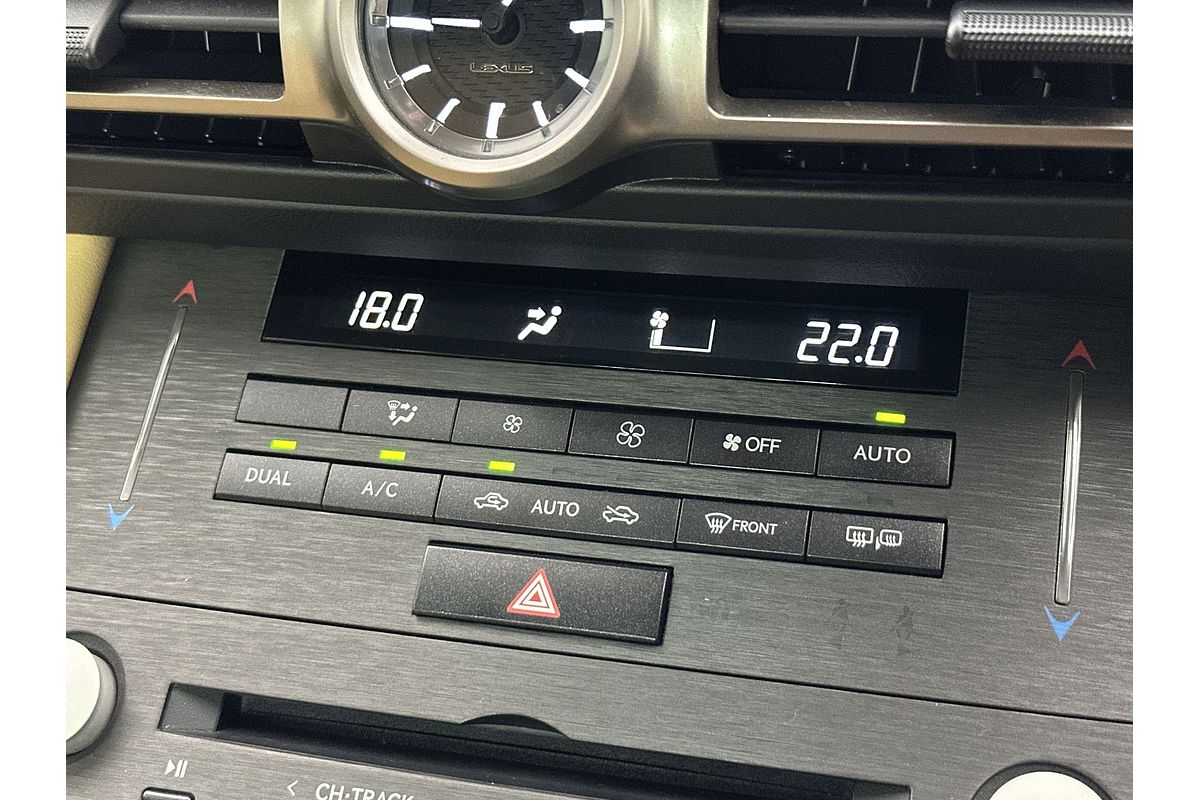 LEXUS
18.0 22.0
OFF AUTO
DUAL A/C AUTO FRONT
CH·TRACK